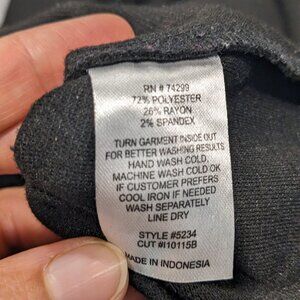 RN # 74299
72% POLYESTER
26% RAYON
2% SPANDEX
TURN GARMENT INSIDE OUT
FOR BETTER WASHING RESULTS
HAND WASH COLD,
MACHINE WASH COLD OK
IF CUSTOMER PREFERS
COOL IRON IF NEEDED
WASH SEPARATELY
LINE DRY
STYLE #5234
CUT #I10115B
MADE IN INDONESIA